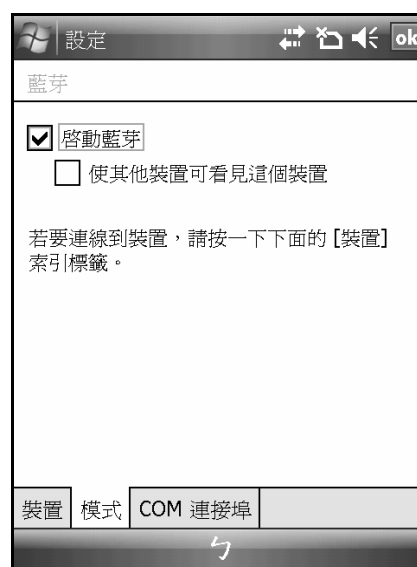 設定
ok
藍芽
啓動藍芽
使其他裝置可看見這個裝置
若要連線到裝置，請按一下下面的 [裝置]
索引標籤。
裝置 模式 COM 連接埠
ㄅ